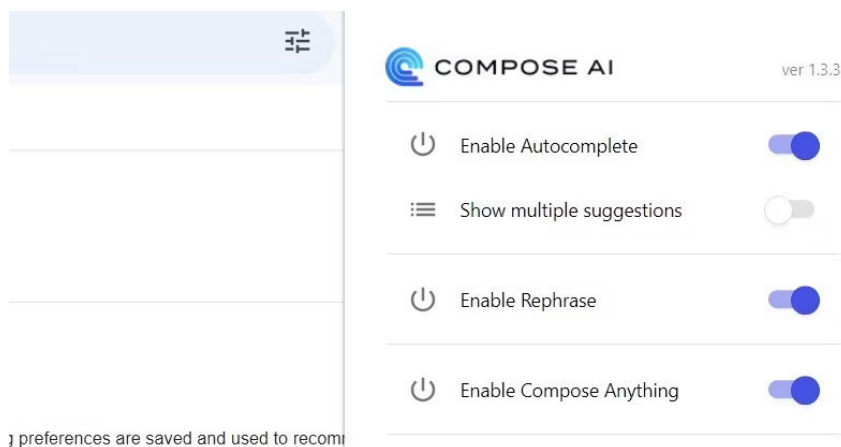 COMPOSE AI
ver 1.3.3
Enable Autocomplete
Show multiple suggestions
Enable Rephrase
Enable Compose Anything
preferences are saved and used to